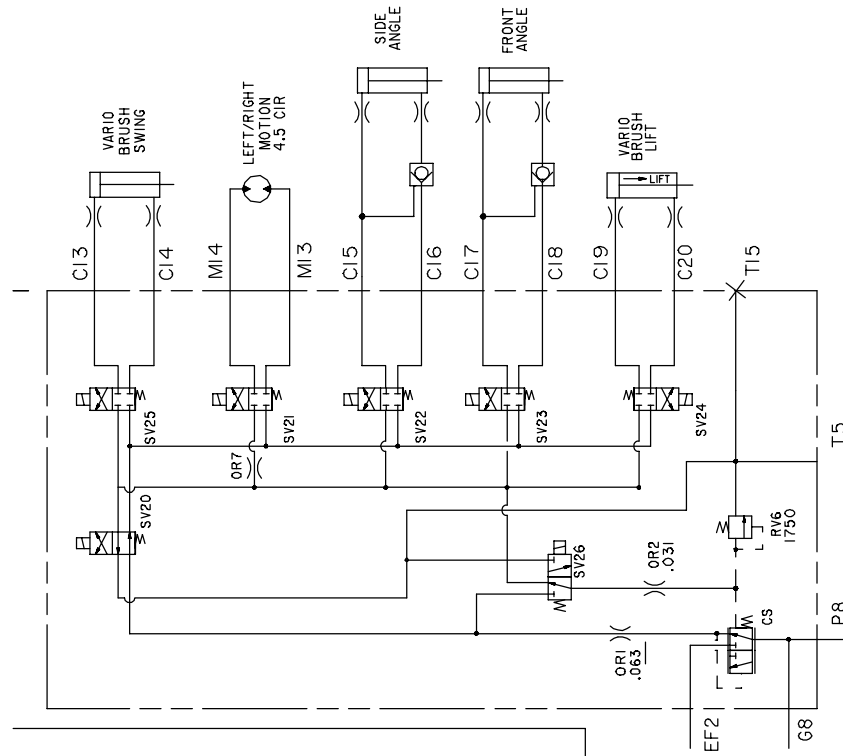 SIDE
ANGLE
FRONT
ANGLE
VARIO
BRUSH
SWING
LEFT/RIGHT
MOTION
4.5 CIR
VARIO
BRUSH
LIFT
LIFT
C13
C14
M14
M13
C15
C16
C17
C18
C19
C20
T15
SV25
SV21
SV22
SV23
SV24
OR7
SV20
T5
SV26
OR2
.031
RV6
1750
OR1
.063
CS
P8
EF2
G8